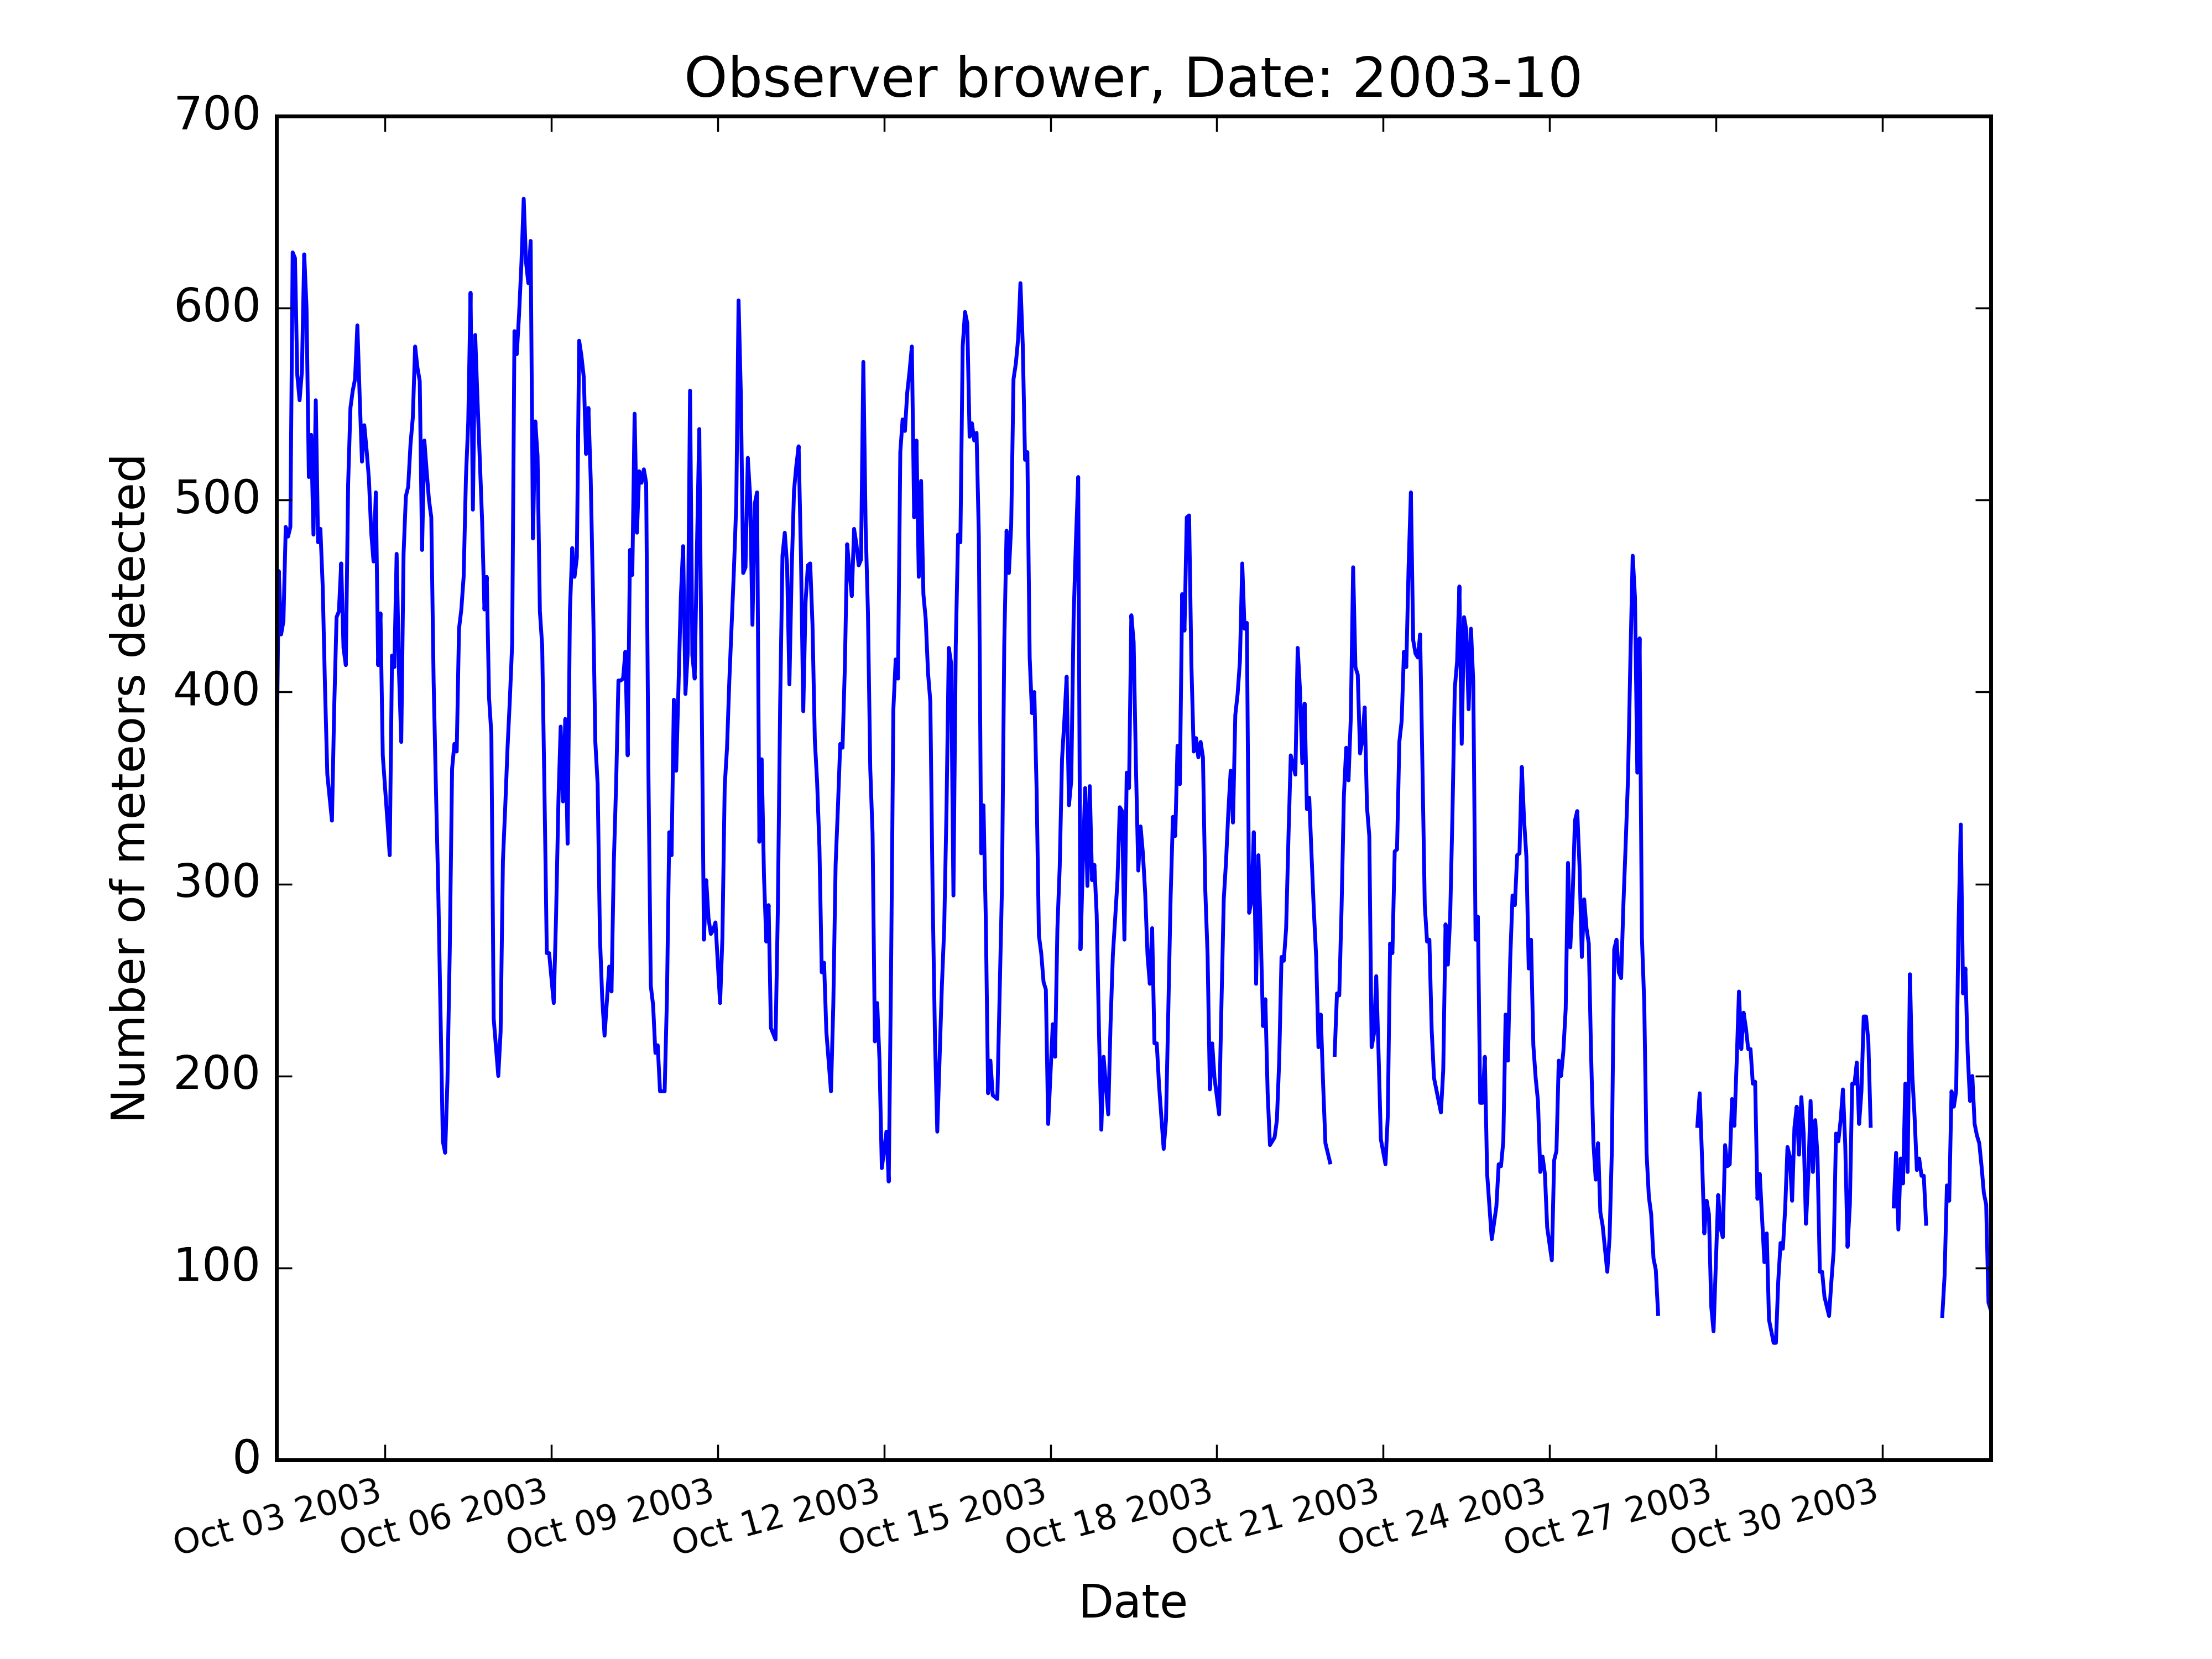 Observer brower, Date: 2003-10
Number of meteors detected
700
600
500
400
300
200
100
0
Oct 03 2003
Oct 06 2003
Oct 09 2003
Oct 12 2003
Oct 15 2003
Oct 18 2003
Oct 21 2003
Oct 24 2003
Oct 27 2003
Oct 30 2003
Date